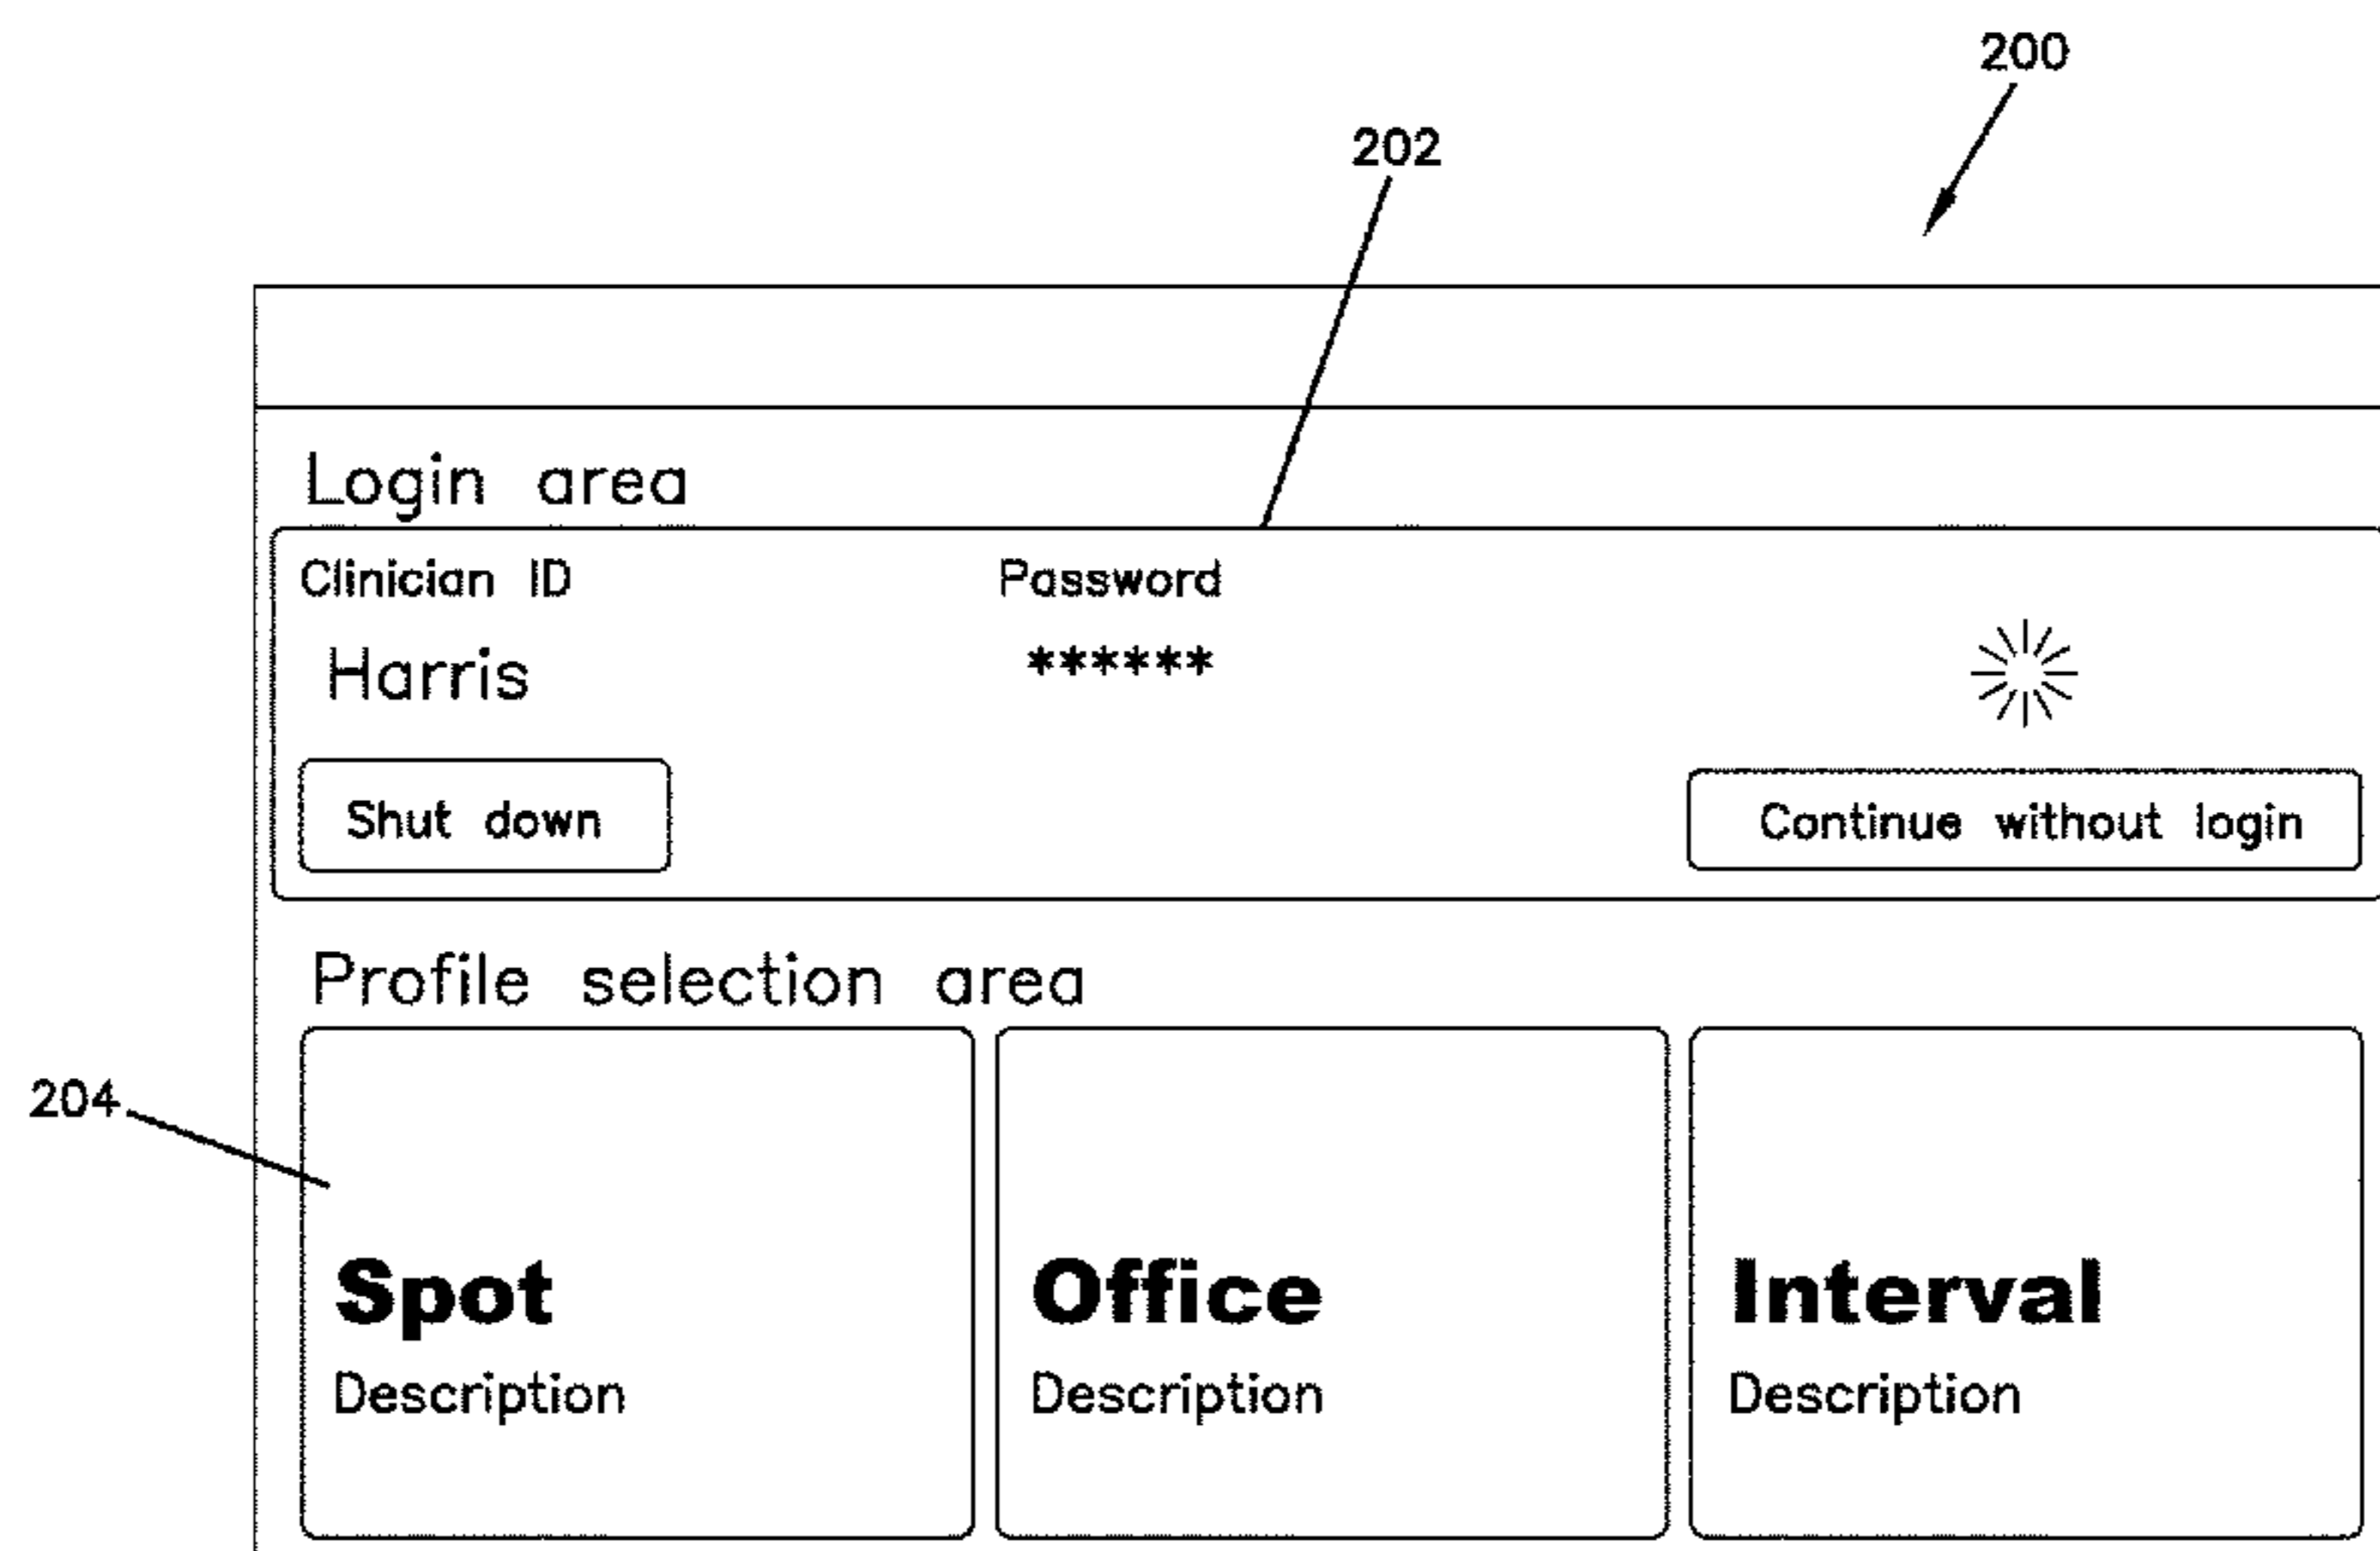 200
202
Login area
Clinician ID Password
Harris ******
Shut down Continue without login
Profile selection area
204
Spot Office Interval
Description Description Description